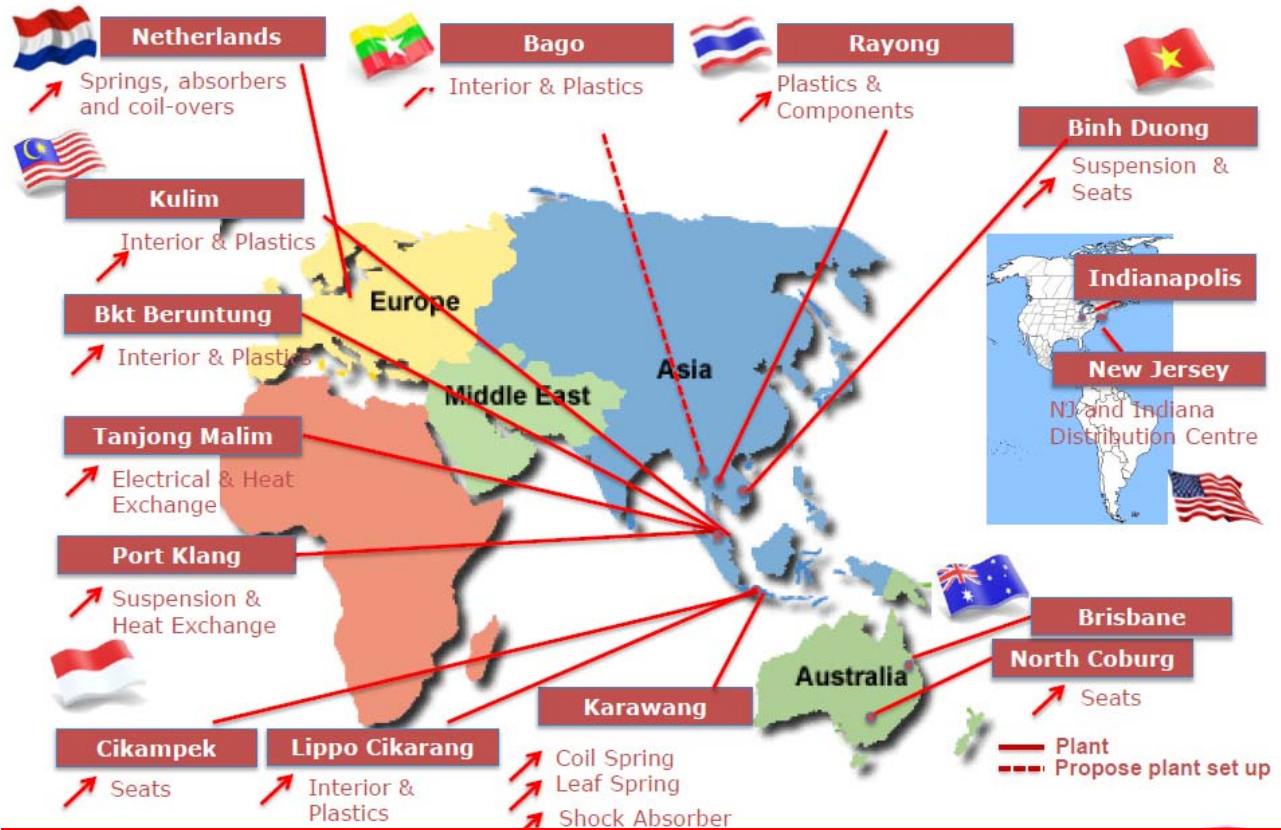 Netherlands
Springs, absorbers
and coil-overs
Bago
Interior & Plastics
Rayong
Plastics &
Components
Binh Duong
Suspension &
Seats
Kulim
Interior & Plastics
Bkt Beruntung
Interior & Plastics
Tanjong Malim
Electrical & Heat
Exchange
Port Klang
Suspension &
Heat Exchange
Europe
Middle East
Asia
Indianapolis
New Jersey
NJ and Indiana
Distribution Centre
Brisbane
North Coburg
Seats
Australia
Cikampek
Seats
Lippo Cikarang
Interior &
Plastics
Karawang
Coil Spring
Leaf Spring
Shock Absorber
Plant
Propose plant set up